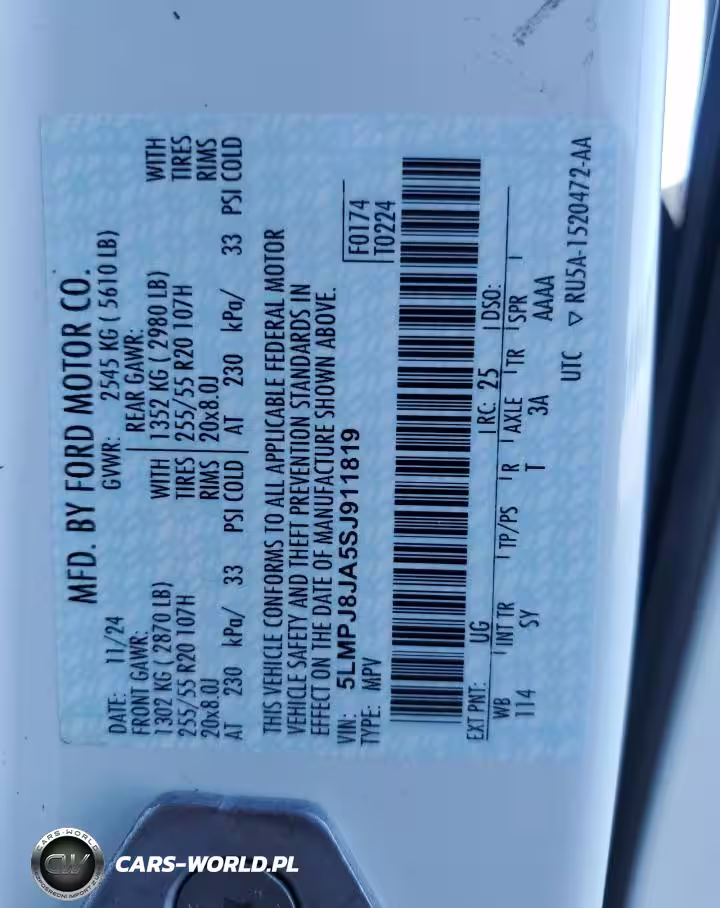 MFD. BY FORD MOTOR CO.
DATE: 11/24 GVWR: 2545 KG ( 5610 LB)
FRONT GAWR: REAR GAWR:
1302 KG ( 2870 LB) WITH 1352 KG ( 2980 LB) WITH
255/55 R20 107H TIRES 255/55 R20 107H TIRES
20x8.0J RIMS 20x8.0J RIMS
AT 230 kPa/ 33 PSI COLD AT 230 kPa/ 33 PSI COLD
THIS VEHICLE CONFORMS TO ALL APPLICABLE FEDERAL MOTOR
VEHICLE SAFETY AND THEFT PREVENTION STANDARDS IN
EFFECT ON THE DATE OF MANUFACTURE SHOWN ABOVE.
VIN: 5LMPJ8JA5SJ911819
TYPE: MPV
F0174
T0224
EXT PNT: UG RC: 25 DSO:
WB INT TR TP/PS R AXLE TR SPR
114 SY T 3A AAAA
UTC ▽ RU5A-1520472-AA
CARS-WORLD
CW
CARS-WORLD.PL